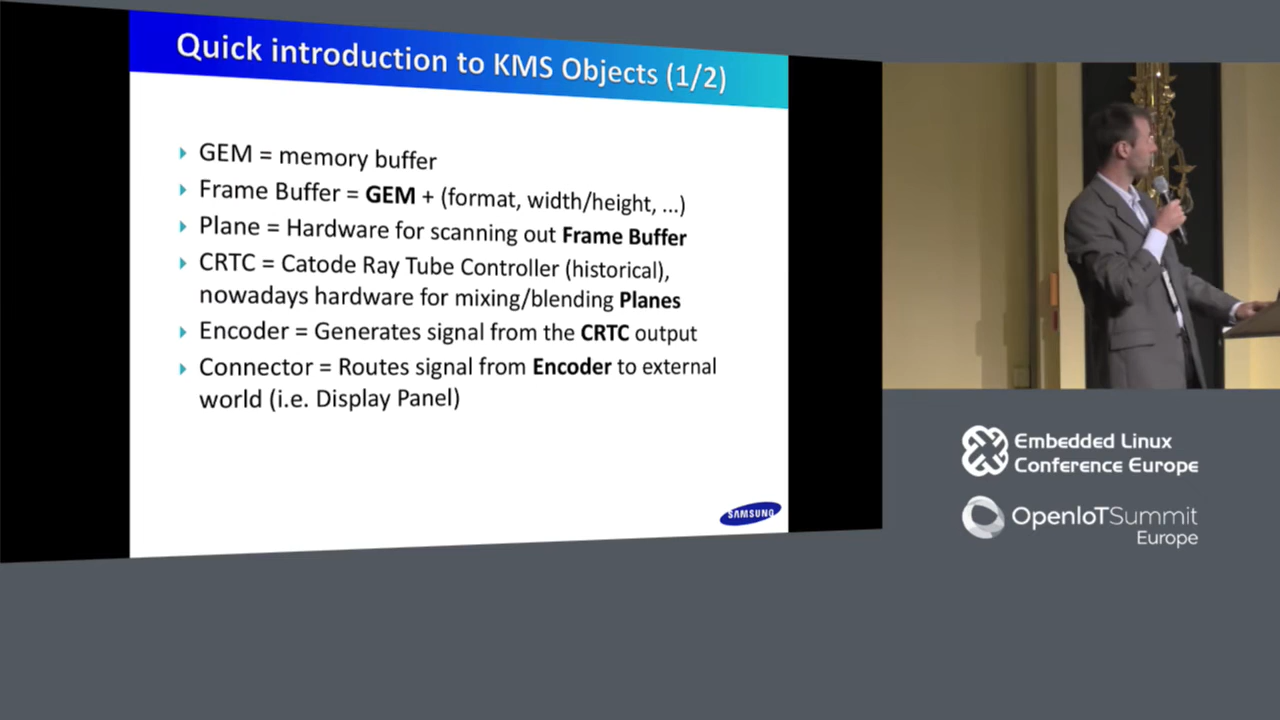 Quick introduction to KMS Objects (1/2)
GEM = memory buffer
Frame Buffer = GEM + (format, width/height, ...)
Plane = Hardware for scanning out Frame Buffer
CRTC = Catode Ray Tube Controller (historical),
nowadays hardware for mixing/blending Planes
Encoder = Generates signal from the CRTC output
Connector = Routes signal from Encoder to external
world (i.e. Display Panel)
SAMSUNG
Embedded Linux
Conference Europe
OpenIoTSummit
Europe